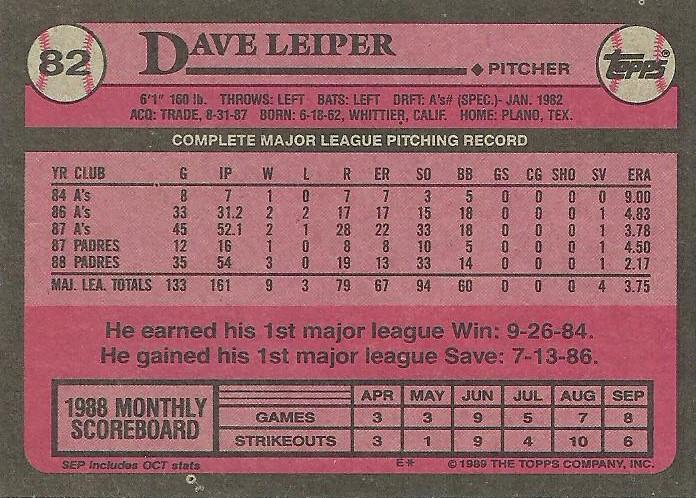 82
DAVE LEIPER
PITCHER
TOPPS®
6'1" 160 lb. THROWS: LEFT BATS: LEFT DRFT: A's# (SPEC.)- JAN. 1982
ACQ: TRADE, 8-31-87 BORN: 6-18-62, WHITTIER, CALIF. HOME: PLANO, TEX.
COMPLETE MAJOR LEAGUE PITCHING RECORD
YR CLUB G IP W L R ER SO BB GS CG SHO SV ERA
84 A's 8 7 1 0 7 7 3 5 0 0 0 0 9.00
86 A's 33 31.2 2 2 17 17 15 18 0 0 0 1 4.83
87 A's 45 52.1 2 1 28 22 33 18 0 0 0 1 3.78
87 PADRES 12 16 1 0 8 8 10 5 0 0 0 1 4.50
88 PADRES 35 54 3 0 19 13 33 14 0 0 0 1 2.17
MAJ. LEA. TOTALS 133 161 9 3 79 67 94 60 0 0 0 4 3.75
He earned his 1st major league Win: 9-26-84.
He gained his 1st major league Save: 7-13-86.
1988 MONTHLY SCOREBOARD
APR MAY JUN JUL AUG SEP
GAMES 3 3 9 5 7 8
STRIKEOUTS 3 1 9 4 10 6
SEP includes OCT stats
E*
© 1989 THE TOPPS COMPANY, INC.